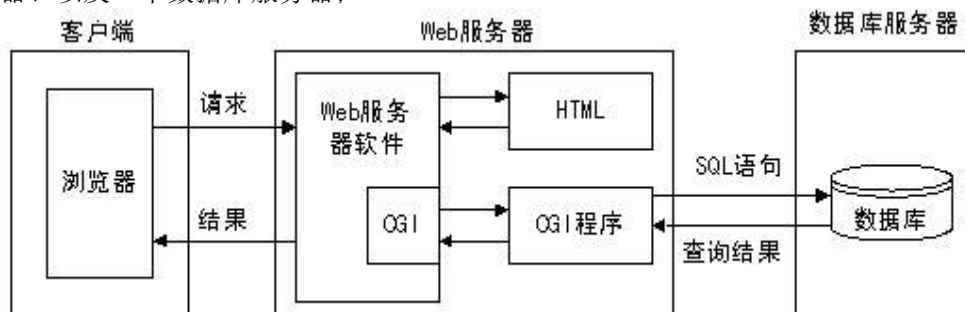 客户端
Web服务器
数据库服务器
请求
Web服务
器软件
HTML
SQL语句
浏览器
数据库
结果
CGI
CGI程序
查询结果